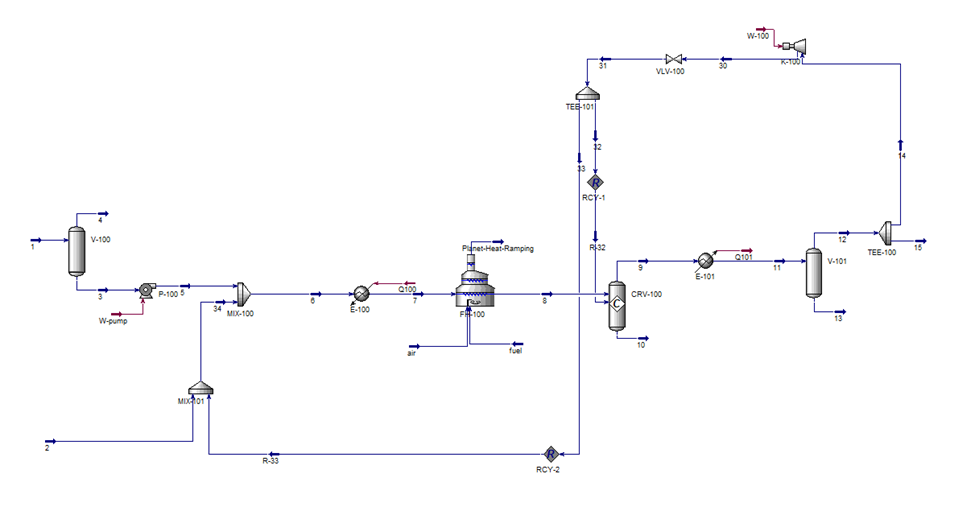 W-100
K-100
31
VLV-100
30
TEE-101
32
33
14
RCY-1
4
1
V-100
R-32
Planet-Heat-Ramping
12
TEE-100
15
3
P-100
5
34
MIX-100
6
Q100
E-100
7
8
9
CRV-100
Q101
E-101
11
V-101
W-pump
FH-100
10
13
air
fuel
MIX-101
2
R-33
RCY-2
R
R
C